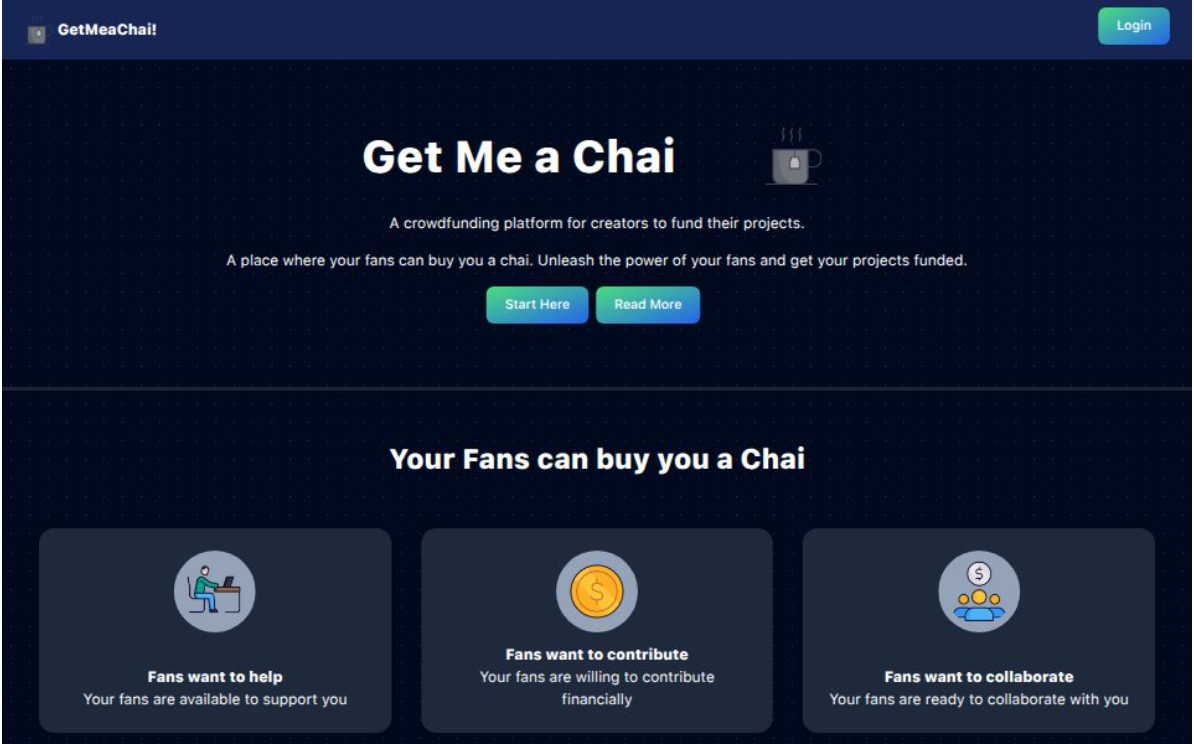 GetMeaChai!
Login
Get Me a Chai
A crowdfunding platform for creators to fund their projects.
A place where your fans can buy you a chai. Unleash the power of your fans and get your projects funded.
Start Here
Read More
Your Fans can buy you a Chai
Fans want to help
Your fans are available to support you
Fans want to contribute
Your fans are willing to contribute
financially
Fans want to collaborate
Your fans are ready to collaborate with you